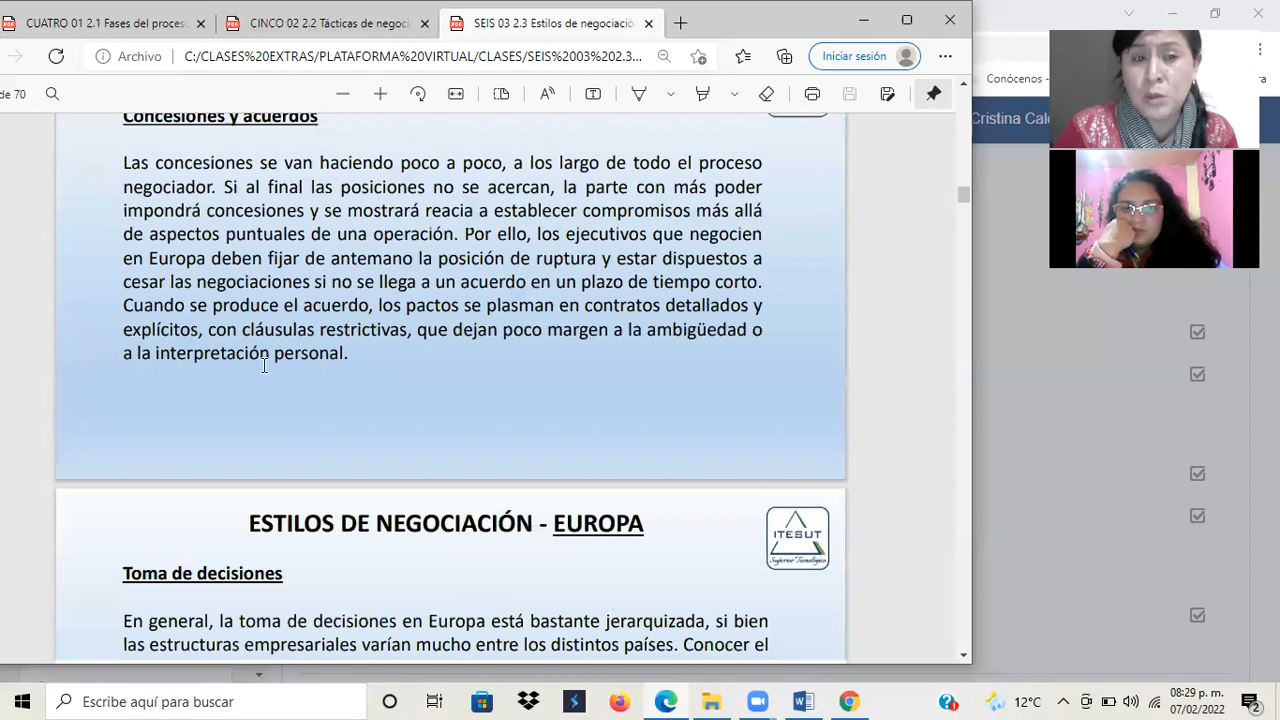 CUATRO 01 2.1 Fases del proces
CINCO 02 2.2 Tácticas de negoci
SEIS 03 2.3 Estilos de negociació
Archivo
C:/CLASES%20EXTRAS/PLATAFORMA%20VIRTUAL/CLASES/SEIS%2003%202.3...
Iniciar sesión
Conócenos -
ra
de 70
Cristina Cal
Concesiones y acuerdos
Las concesiones se van haciendo poco a poco, a los largo de todo el proceso
negociador. Si al final las posiciones no se acercan, la parte con más poder
impondrá concesiones y se mostrará reacia a establecer compromisos más allá
de aspectos puntuales de una operación. Por ello, los ejecutivos que negocien
en Europa deben fijar de antemano la posición de ruptura y estar dispuestos a
cesar las negociaciones si no se llega a un acuerdo en un plazo de tiempo corto.
Cuando se produce el acuerdo, los pactos se plasman en contratos detallados y
explícitos, con cláusulas restrictivas, que dejan poco margen a la ambigüedad o
a la interpretación personal.
ESTILOS DE NEGOCIACIÓN - EUROPA
ITESUT
Superior Tecnológico
Toma de decisiones
En general, la toma de decisiones en Europa está bastante jerarquizada, si bien
las estructuras empresariales varían mucho entre los distintos países. Conocer el
Escribe aquí para buscar
12°C
08:29 p. m.
07/02/2022
2